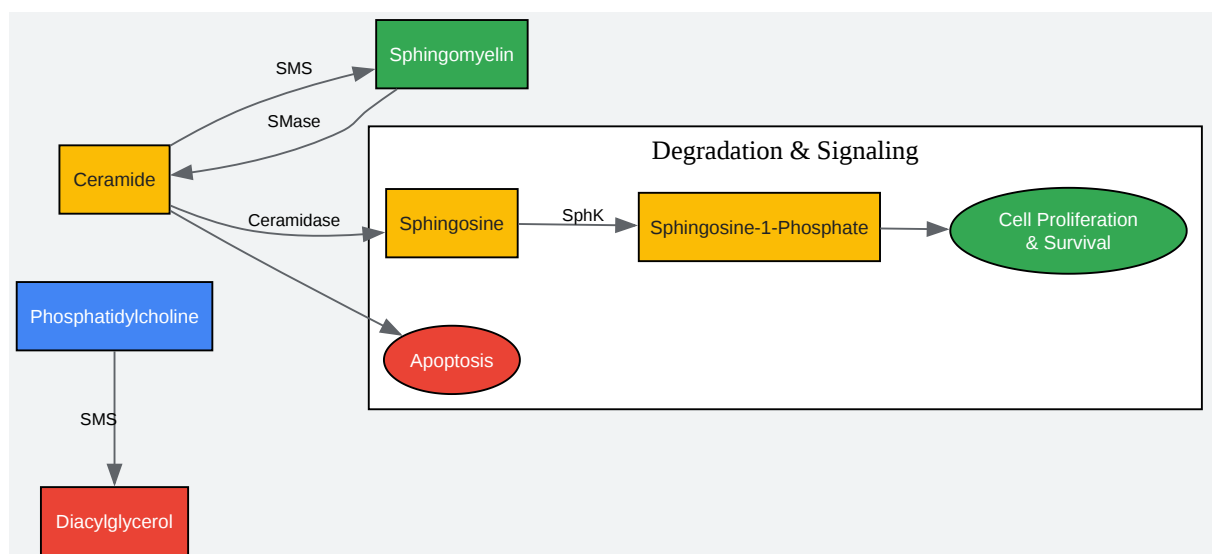 Sphingomyelin
SMS
SMase
Degradation & Signaling
Ceramide
Ceramidase
Sphingosine
SphK
Sphingosine-1-Phosphate
Cell Proliferation
& Survival
Phosphatidylcholine
Apoptosis
SMS
Diacylglycerol